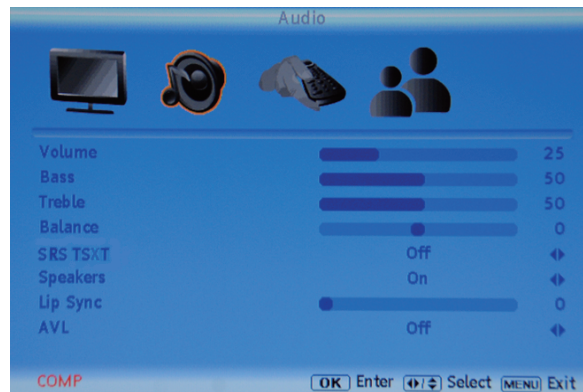 Audio
Volume 25
Bass 50
Treble 50
Balance 0
SRS TSXT Off
Speakers On
Lip Sync 0
AVL Off
COMP OK Enter Select MENU Exit